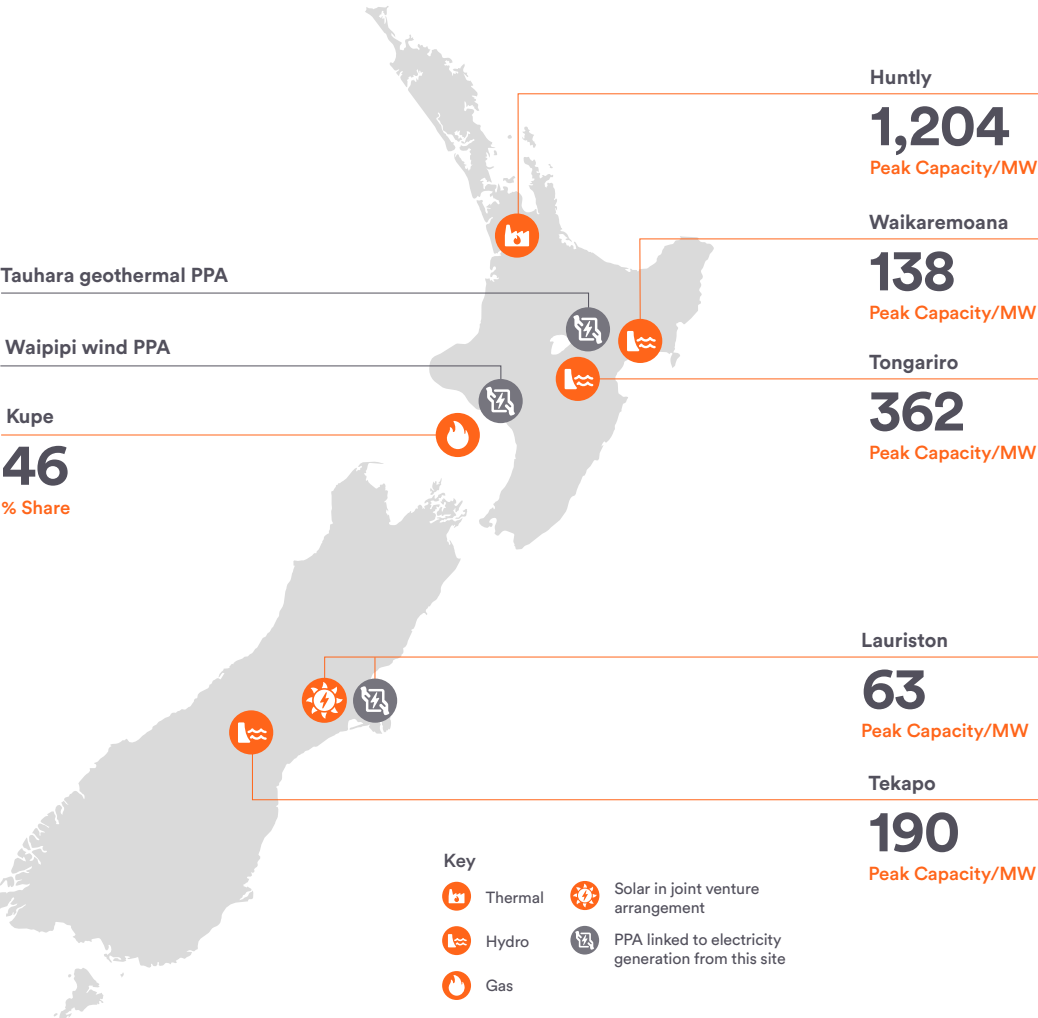 Huntly
1,204
Peak Capacity/MW
Waikaremoana
138
Peak Capacity/MW
Tauhara geothermal PPA
Waipipi wind PPA
Tongariro
362
Peak Capacity/MW
Kupe
46
% Share
Lauriston
63
Peak Capacity/MW
Tekapo
190
Peak Capacity/MW
Key
Thermal
Hydro
Gas
Solar in joint venture
arrangement
PPA linked to electricity
generation from this site